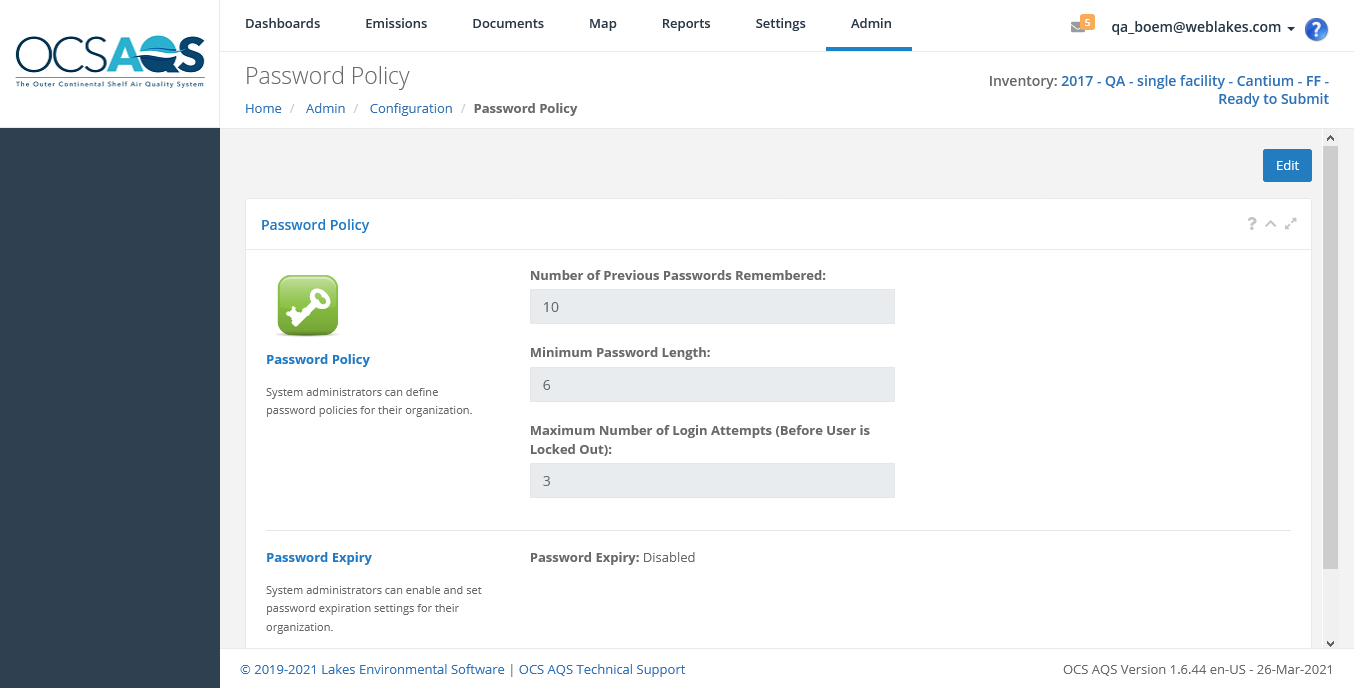 OCSAQS
The Outer Continental Shelf Air Quality System
Dashboards Emissions Documents Map Reports Settings Admin
5
qa_boem@weblakes.com
?
Password Policy
Home / Admin / Configuration / Password Policy
Inventory: 2017 - QA - single facility - Cantium - FF -
Ready to Submit
Edit
Password Policy
?
Password Policy
System administrators can define
password policies for their organization.
Number of Previous Passwords Remembered:
10
Minimum Password Length:
6
Maximum Number of Login Attempts (Before User is
Locked Out):
3
Password Expiry
System administrators can enable and set
password expiration settings for their
organization.
Password Expiry: Disabled
© 2019-2021 Lakes Environmental Software | OCS AQS Technical Support
OCS AQS Version 1.6.44 en-US - 26-Mar-2021